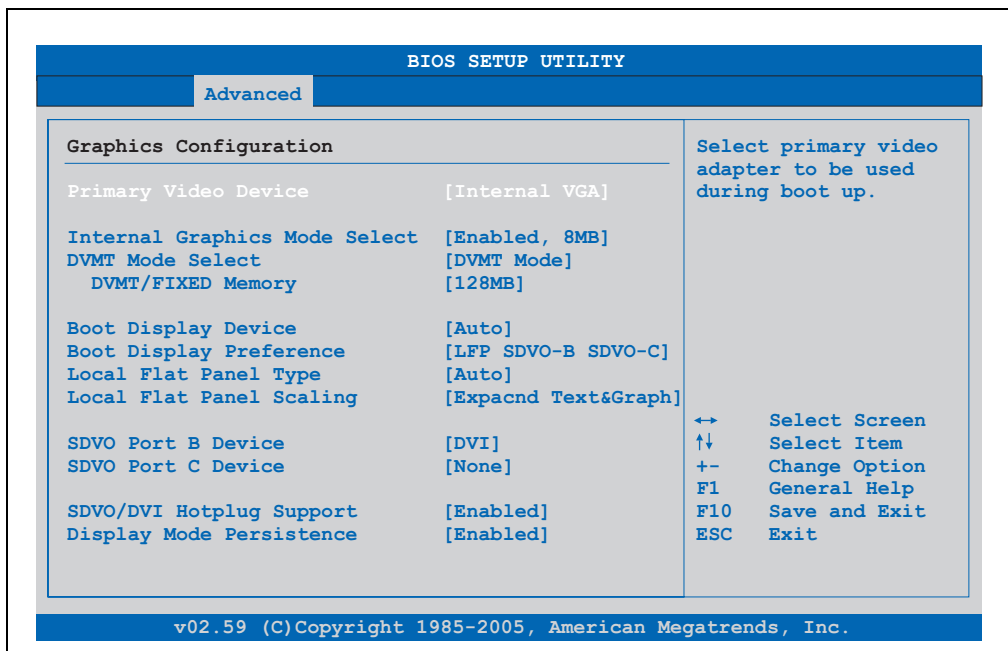 BIOS SETUP UTILITY
Advanced
Graphics Configuration
Primary Video Device [Internal VGA]
Internal Graphics Mode Select [Enabled, 8MB]
DVMT Mode Select [DVMT Mode]
DVMT/FIXED Memory [128MB]
Boot Display Device [Auto]
Boot Display Preference [LFP SDVO-B SDVO-C]
Local Flat Panel Type [Auto]
Local Flat Panel Scaling [Expacnd Text&Graph]
SDVO Port B Device [DVI]
SDVO Port C Device [None]
SDVO/DVI Hotplug Support [Enabled]
Display Mode Persistence [Enabled]
Select primary video
adapter to be used
during boot up.
↔ Select Screen
↑↓ Select Item
+- Change Option
F1 General Help
F10 Save and Exit
ESC Exit
v02.59 (C)Copyright 1985-2005, American Megatrends, Inc.